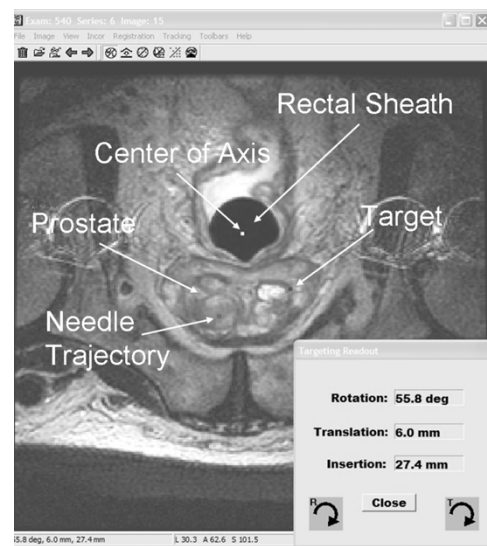 Exam: 540 Series: 6 Image: 15
File Image View Incor Registration Tracking Toolbars Help
Rectal Sheath
Center of Axis
Prostate
Target
Needle
Trajectory
Targeting Readout
Rotation: 55.8 deg
Translation: 6.0 mm
Insertion: 27.4 mm
R
Close
T
55.8 deg, 6.0 mm, 27.4 mm
L 30.3 A 62.6 S 101.5